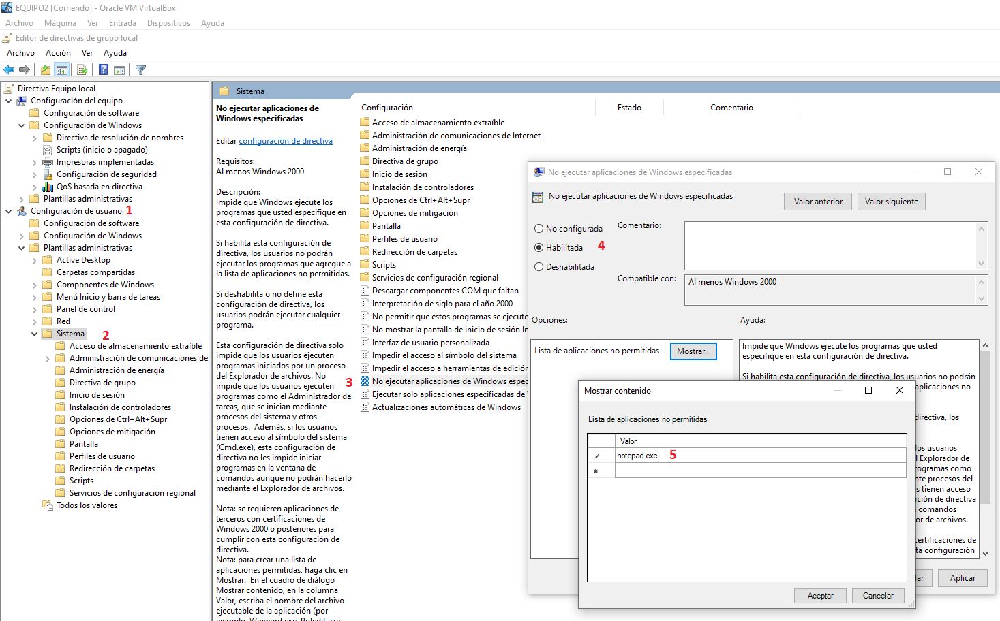 EQUIPO2 [Corriendo] - Oracle VM VirtualBox
Archivo Máquina Ver Entrada Dispositivos Ayuda
Editor de directivas de grupo local
Archivo Acción Ver Ayuda
Directiva Equipo local
Configuración del equipo
Configuración de software
Configuración de Windows
Directiva de resolución de nombres
Scripts (inicio o apagado)
Impresoras implementadas
Configuración de seguridad
QoS basada en directiva
Plantillas administrativas
Configuración de usuario 1
Configuración de software
Configuración de Windows
Plantillas administrativas
Active Desktop
Carpetas compartidas
Componentes de Windows
Menú Inicio y barra de tareas
Panel de control
Red
Sistema 2
Acceso de almacenamiento extraíble
Administración de comunicaciones de
Administración de energía
Directiva de grupo
Inicio de sesión
Instalación de controladores
Opciones de Ctrl+Alt+Supr
Opciones de mitigación
Pantalla
Perfiles de usuario
Redirección de carpetas
Scripts
Servicios de configuración regional
Todos los valores
Sistema
No ejecutar aplicaciones de
Windows especificadas
Editar configuración de directiva
Requisitos:
Al menos Windows 2000
Descripción:
Impide que Windows ejecute los
programas que usted especifique en
esta configuración de directiva.
Si habilita esta configuración de
directiva, los usuarios no podrán
ejecutar los programas que agregue a
la lista de aplicaciones no permitidas.
Si deshabilita o no define esta
configuración de directiva, los
usuarios podrán ejecutar cualquier
programa.
Esta configuración de directiva solo
impide que los usuarios ejecuten
programas iniciados por un proceso
del Explorador de archivos. No
impide que los usuarios ejecuten
programas como el Administrador de
tareas, que se inician mediante
procesos del sistema y otros
procesos. Además, si los usuarios
tienen acceso al símbolo del sistema
(Cmd.exe), esta configuración de
directiva no les impide iniciar
programas en la ventana de
comandos aunque no podrán hacerlo
mediante el Explorador de archivos.
Nota: se requieren aplicaciones de
terceros con certificaciones de
Windows 2000 o posteriores para
cumplir con esta configuración de
directiva.
Nota: para crear una lista de
aplicaciones permitidas, haga clic en
Mostrar. En el cuadro de diálogo
Mostrar contenido, en la columna
Valor, escriba el nombre del archivo
ejecutable de la aplicación (por
ejemplo, Winword.exe, Poledit.exe
Configuración Estado Comentario
Acceso de almacenamiento extraíble
Administración de comunicaciones de Internet
Administración de energía
Directiva de grupo
Inicio de sesión
Instalación de controladores
Opciones de Ctrl+Alt+Supr
Opciones de mitigación
Pantalla
Perfiles de usuario
Redirección de carpetas
Scripts
Servicios de configuración regional
Descargar componentes COM que faltan
Interpretación de siglo para el año 2000
No permitir que estos programas se ejecute
No mostrar la pantalla de inicio de sesión In
Interfaz de usuario personalizada
Impedir el acceso al símbolo del sistema
Impedir el acceso a herramientas de edición
3 No ejecutar aplicaciones de Windows espec
Ejecutar solo aplicaciones especificadas de
Actualizaciones automáticas de Windows
No ejecutar aplicaciones de Windows especificadas
No ejecutar aplicaciones de Windows especificadas
Valor anterior Valor siguiente
No configurada
Habilitada 4
Deshabilitada
Comentario:
Compatible con: Al menos Windows 2000
Opciones: Ayuda:
Lista de aplicaciones no permitidas Mostrar...
Impide que Windows ejecute los programas que usted
especifique en esta configuración de directiva.
Si habilita esta configuración de directiva, los usuarios no podrán
aplicaciones no
directiva, los
los usuarios
Explorador de
rogramas como
nte procesos del
s tienen acceso
ción de directiva
comandos
or de archivos.
certificaciones de
ta configuración
Aplicar
Mostrar contenido
Lista de aplicaciones no permitidas
Valor
notepad.exe 5
Aceptar Cancelar